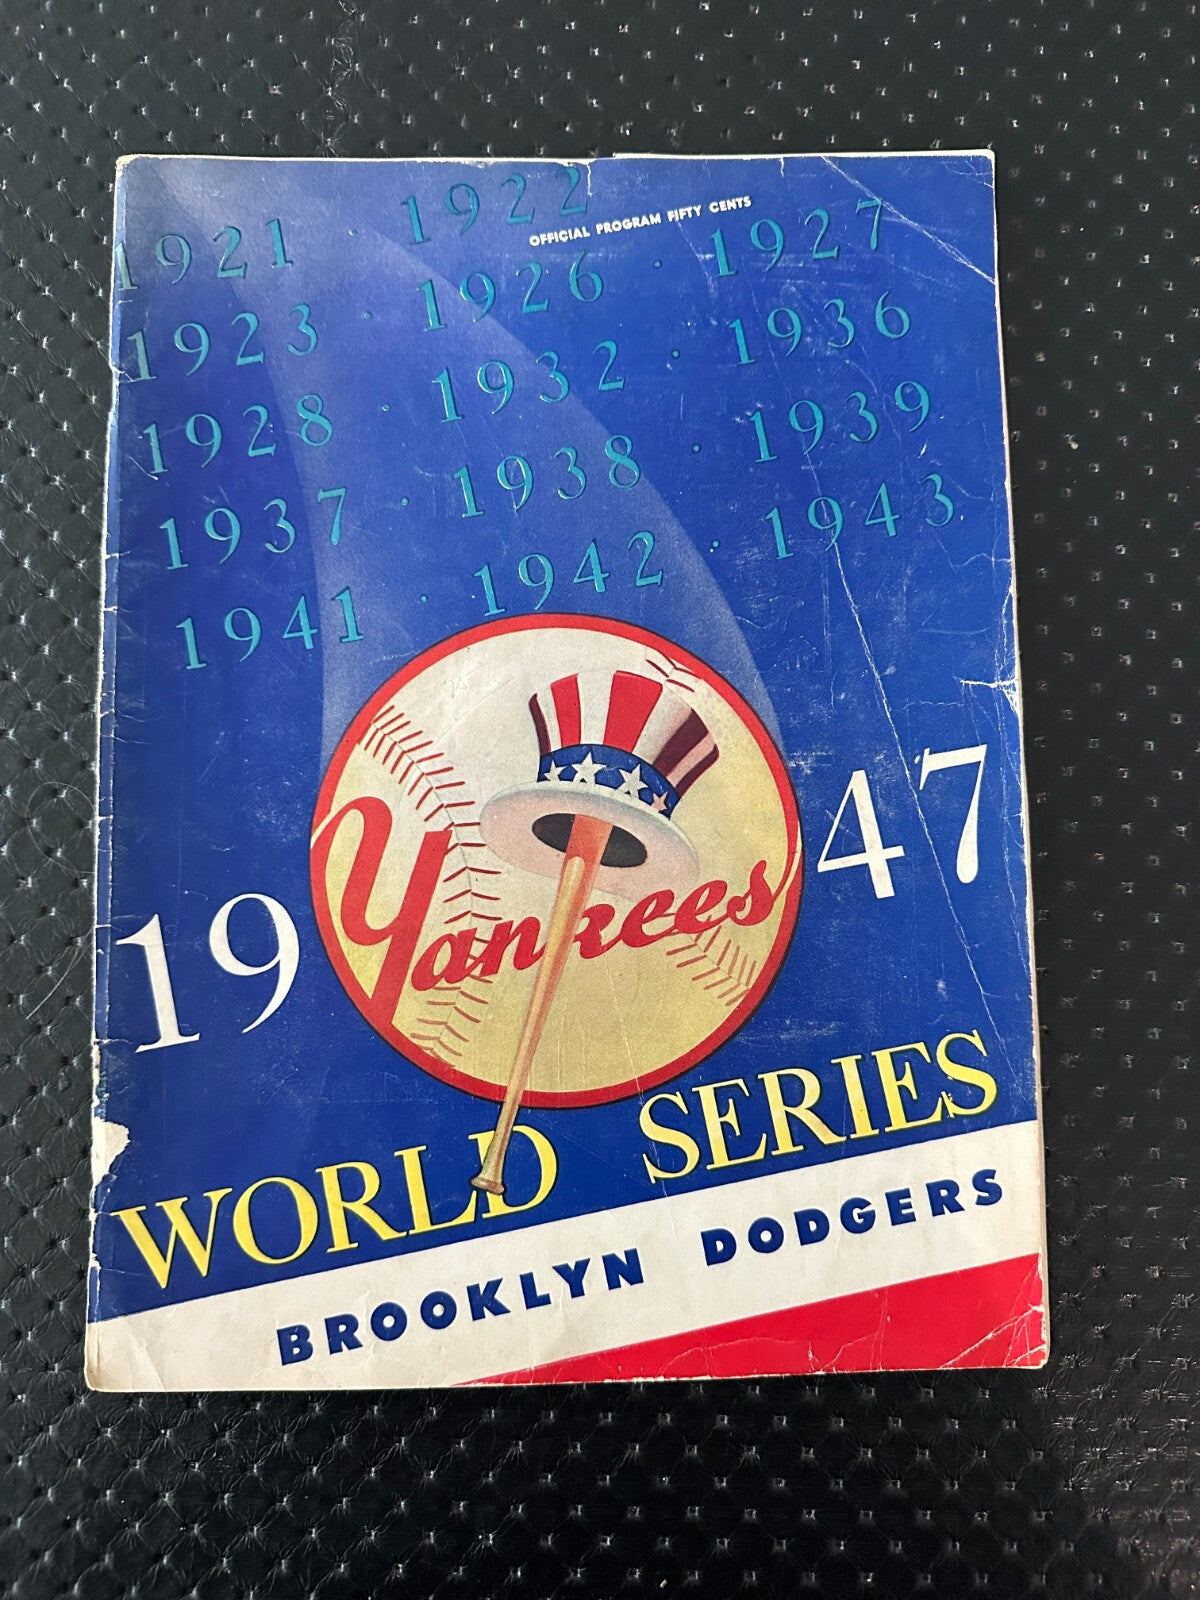 1921 · 1922
OFFICIAL PROGRAM FIFTY CENTS
1923 · 1926 · 1927
1928 · 1932 · 1936
1937 · 1938 · 1939
1941 · 1942 · 1943
Yankees
19 47
WORLD SERIES
BROOKLYN DODGERS